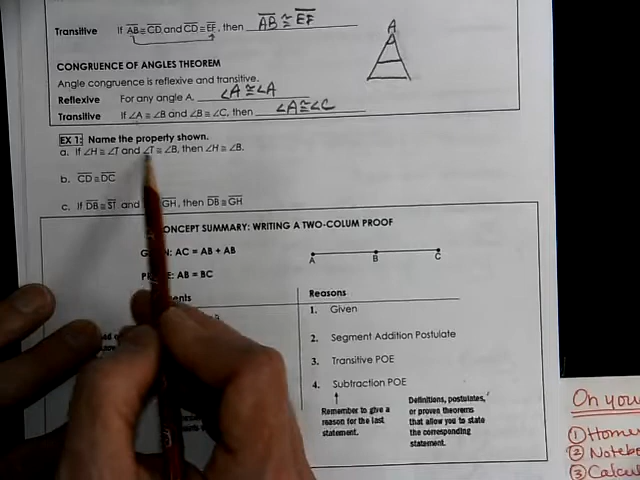 Transitive If AB ≅ CD and CD ≅ EF, then AB ≅ EF
A
CONGRUENCE OF ANGLES THEOREM
Angle congruence is reflexive and transitive.
Reflexive For any angle A, ∠A ≅ ∠A
Transitive If ∠A ≅ ∠B and ∠B ≅ ∠C, then ∠A ≅ ∠C
EX 1: Name the property shown.
a. If ∠H ≅ ∠T and ∠T ≅ ∠B, then ∠H ≅ ∠B.
b. CD ≅ DC
c. If DB ≅ ST and GH, then DB ≅ GH
CONCEPT SUMMARY: WRITING A TWO-COLUM PROOF
AC = AB + AB
A B C
AB = BC
Reasons
1. Given
2. Segment Addition Postulate
3. Transitive POE
4. Subtraction POE
Remember to give a
reason for the last
statement.
Definitions, postulates,
or proven theorems
that allow you to state
the corresponding
statement.
On you
① Home
② Noteb
③ Calcu